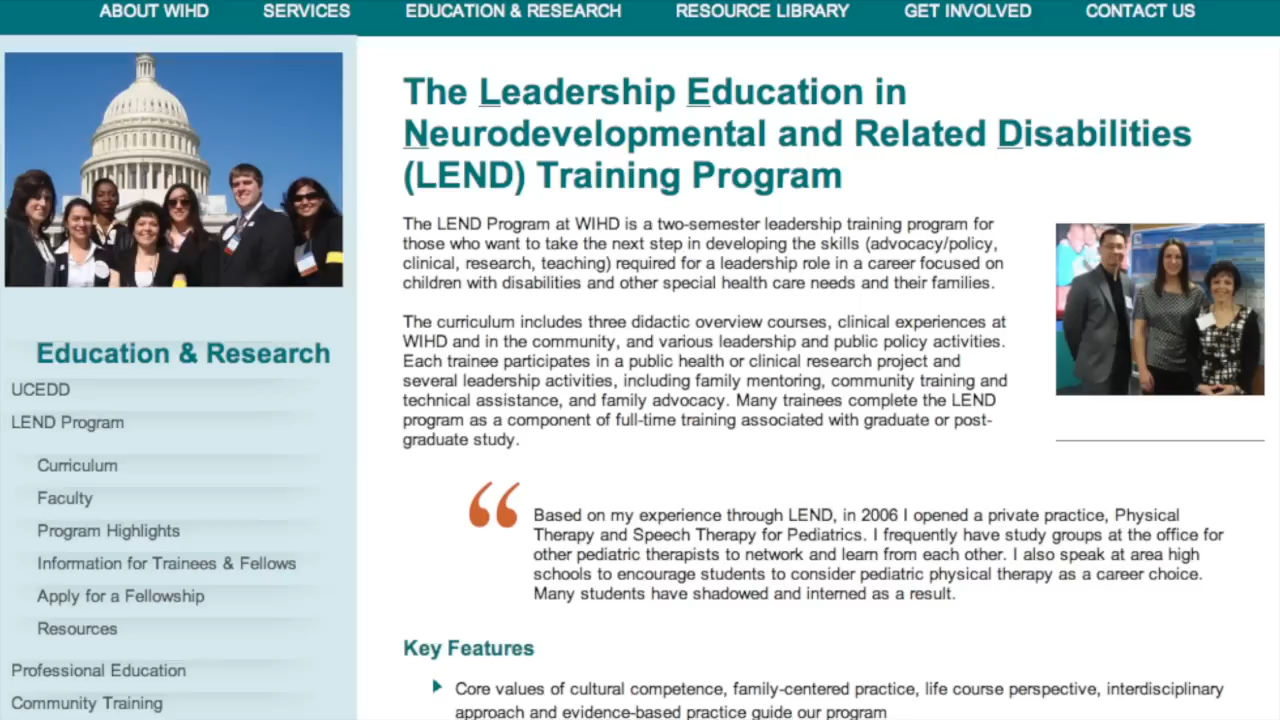 ABOUT WIHD SERVICES EDUCATION & RESEARCH RESOURCE LIBRARY GET INVOLVED CONTACT US
Education & Research
UCEDD
LEND Program
Curriculum
Faculty
Program Highlights
Information for Trainees & Fellows
Apply for a Fellowship
Resources
Professional Education
Community Training
The Leadership Education in
Neurodevelopmental and Related Disabilities
(LEND) Training Program
The LEND Program at WIHD is a two-semester leadership training program for
those who want to take the next step in developing the skills (advocacy/policy,
clinical, research, teaching) required for a leadership role in a career focused on
children with disabilities and other special health care needs and their families.
The curriculum includes three didactic overview courses, clinical experiences at
WIHD and in the community, and various leadership and public policy activities.
Each trainee participates in a public health or clinical research project and
several leadership activities, including family mentoring, community training and
technical assistance, and family advocacy. Many trainees complete the LEND
program as a component of full-time training associated with graduate or post-
graduate study.
“ Based on my experience through LEND, in 2006 I opened a private practice, Physical
Therapy and Speech Therapy for Pediatrics. I frequently have study groups at the office for
other pediatric therapists to network and learn from each other. I also speak at area high
schools to encourage students to consider pediatric physical therapy as a career choice.
Many students have shadowed and interned as a result.
Key Features
Core values of cultural competence, family-centered practice, life course perspective, interdisciplinary
approach and evidence-based practice guide our program